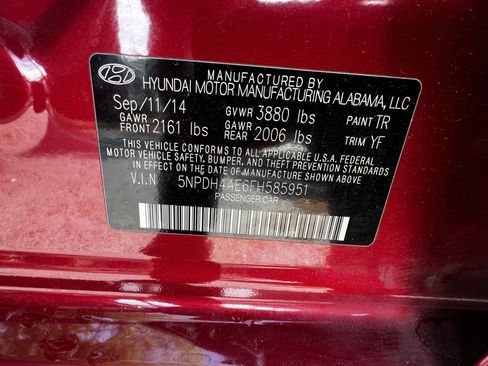 MANUFACTURED BY
HYUNDAI MOTOR MANUFACTURING ALABAMA, LLC
Sep/11/14 GVWR 3880 lbs PAINT TR
GAWR FRONT 2161 lbs GAWR REAR 2006 lbs TRIM YF
THIS VEHICLE CONFORMS TO ALL APPLICABLE U.S.A FEDERAL
MOTOR VEHICLE SAFETY, BUMPER, AND THEFT PREVENTION STANDARDS
IN EFFECT ON THE DATE OF MANUFACTURE SHOWN ABOVE.
V.I.N 5NPDH4AE6FH585951
PASSENGER CAR